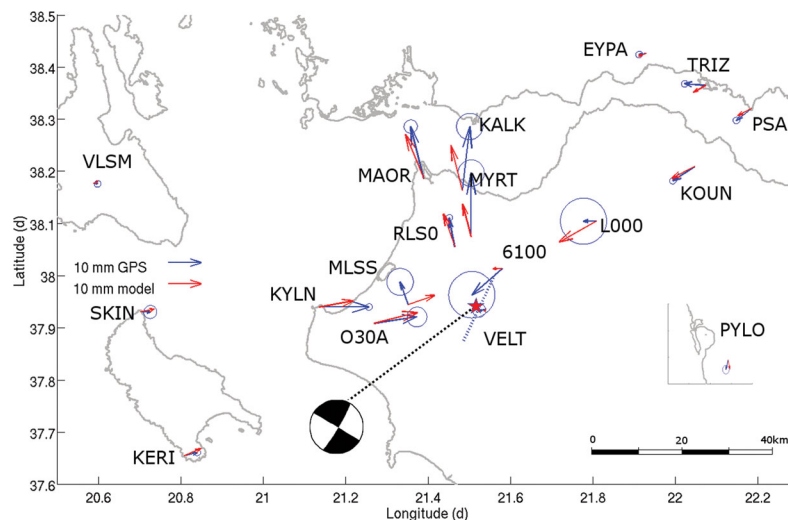 38.5
38.4
38.3
38.2
38.1
38
37.9
37.8
37.7
37.6
Latitude (d)
EYPA
TRIZ
PSA
KALK
VLSM
MAOR
MYRT
KOUN
RLS0
L000
6100
10 mm GPS
10 mm model
MLSS
KYLN
SKIN
O30A
VELT
PYLO
KERI
0 20 20 40km
20.6 20.8 21 21.2 21.4 21.6 21.8 22 22.2
Longitude (d)